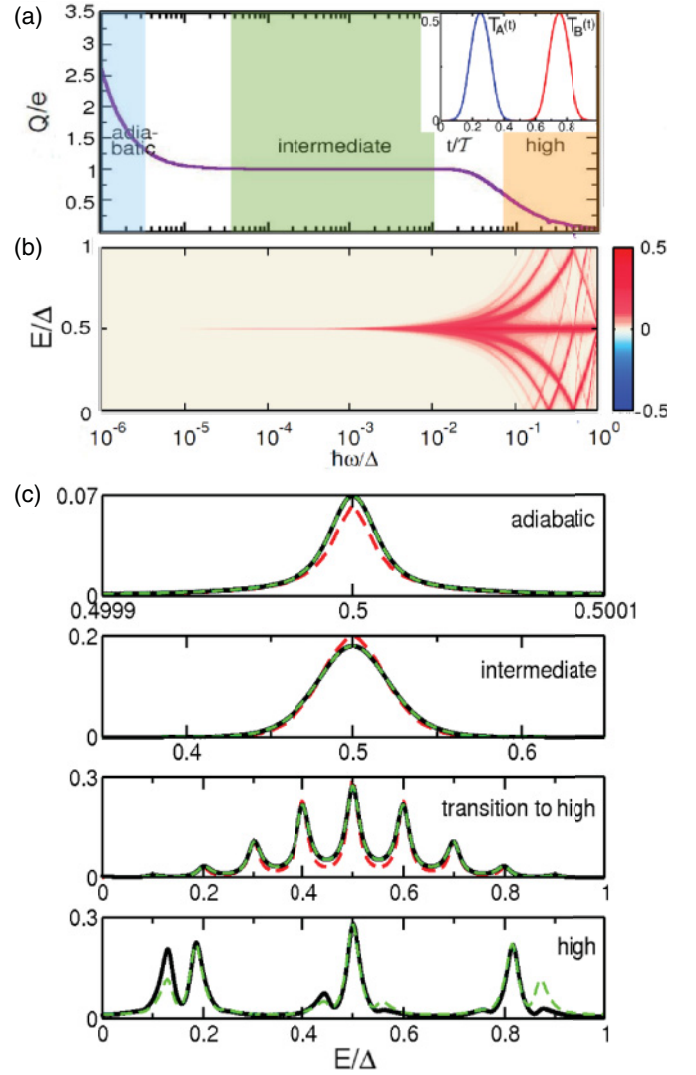 (a)
3.5
3
2.5
2
1.5
1
0.5
Q/e
adia-
batic
intermediate
high
0.5
0
T_A(t)
T_B(t)
0 0.2 0.4 0.6 0.8
t/𝒯
(b)
1
0.5
0
E/Δ
0.5
0
-0.5
10^-6 10^-5 10^-4 10^-3 10^-2 10^-1 10^0
ħω/Δ
(c)
0.07
0
adiabatic
0.4999 0.5 0.5001
0.2
0
intermediate
0.4 0.5 0.6
0.3
0
transition to high
0 0.2 0.4 0.6 0.8 1
0.3
0
high
0 0.2 0.4 0.6 0.8 1
E/Δ